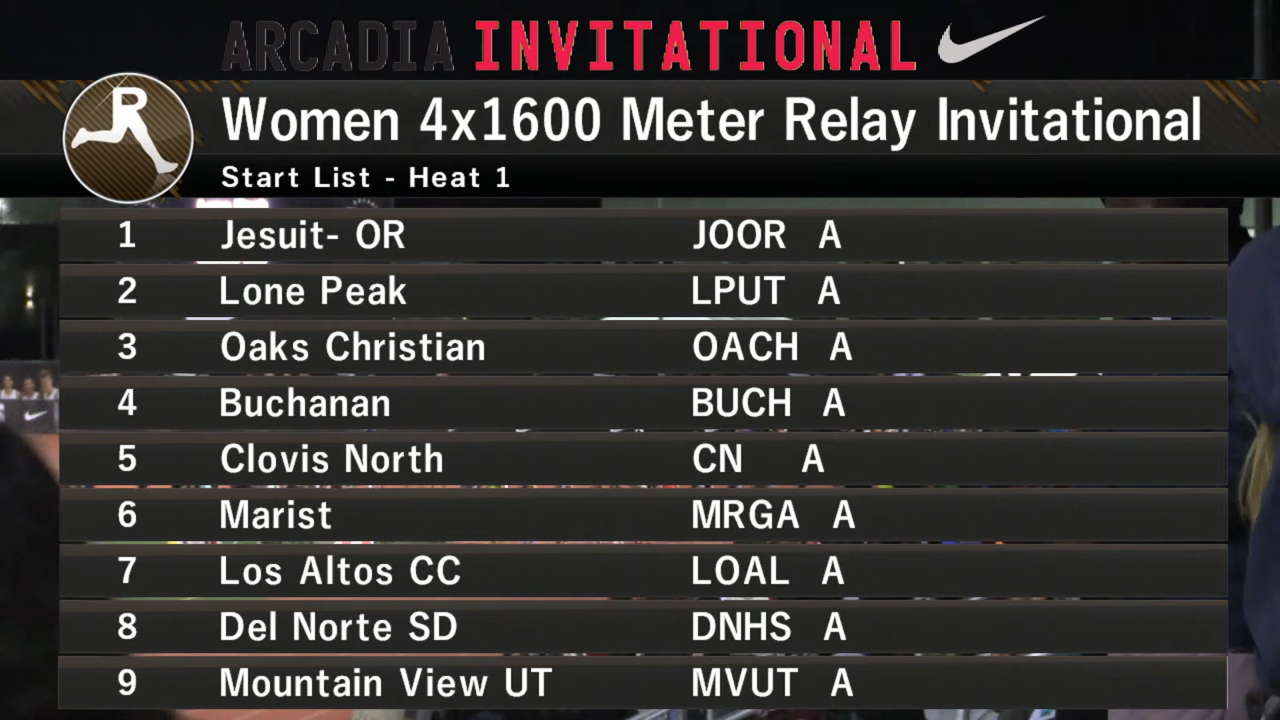 ARCADIA INVITATIONAL
R
Women 4x1600 Meter Relay Invitational
Start List - Heat 1
1 Jesuit- OR JOOR A
2 Lone Peak LPUT A
3 Oaks Christian OACH A
4 Buchanan BUCH A
5 Clovis North CN A
6 Marist MRGA A
7 Los Altos CC LOAL A
8 Del Norte SD DNHS A
9 Mountain View UT MVUT A